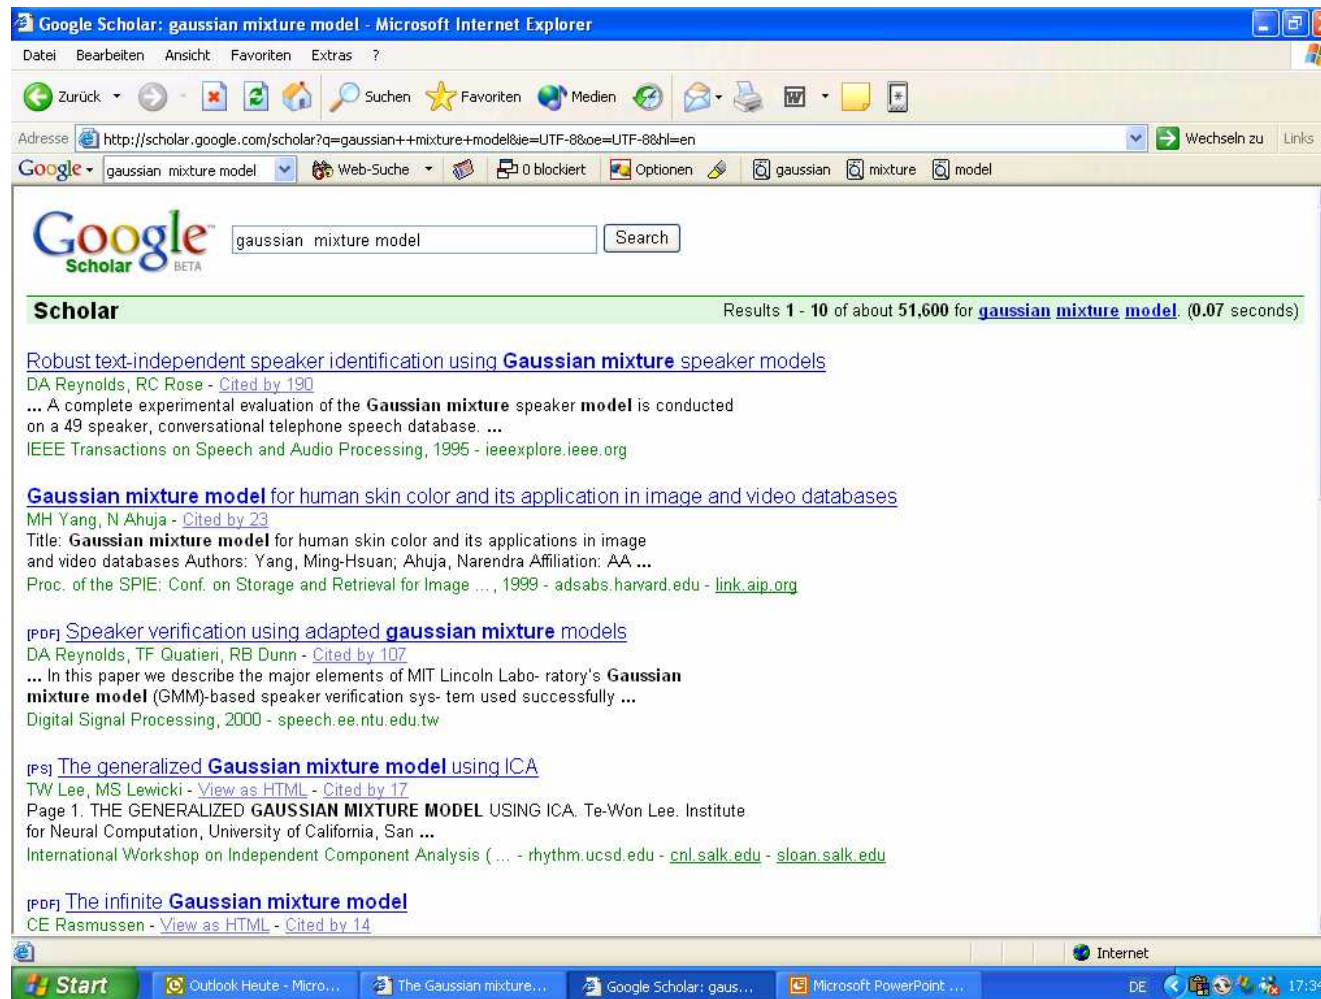 Google Scholar: gaussian mixture model - Microsoft Internet Explorer
Datei Bearbeiten Ansicht Favoriten Extras ?
Zurück Suchen Favoriten Medien
Adresse http://scholar.google.com/scholar?q=gaussian++mixture+model&ie=UTF-8&oe=UTF-8&hl=en Wechseln zu Links
Google gaussian mixture model Web-Suche 0 blockiert Optionen gaussian mixture model
Google Scholar BETA gaussian  mixture model Search
Scholar Results 1 - 10 of about 51,600 for gaussian mixture model. (0.07 seconds)
Robust text-independent speaker identification using Gaussian mixture speaker models
DA Reynolds, RC Rose - Cited by 190
... A complete experimental evaluation of the Gaussian mixture speaker model is conducted
on a 49 speaker, conversational telephone speech database. ...
IEEE Transactions on Speech and Audio Processing, 1995 - ieeexplore.ieee.org
Gaussian mixture model for human skin color and its application in image and video databases
MH Yang, N Ahuja - Cited by 23
Title: Gaussian mixture model for human skin color and its applications in image
and video databases Authors: Yang, Ming-Hsuan; Ahuja, Narendra Affiliation: AA ...
Proc. of the SPIE: Conf. on Storage and Retrieval for Image ..., 1999 - adsabs.harvard.edu - link.aip.org
[PDF] Speaker verification using adapted gaussian mixture models
DA Reynolds, TF Quatieri, RB Dunn - Cited by 107
... In this paper we describe the major elements of MIT Lincoln Labo- ratory's Gaussian
mixture model (GMM)-based speaker verification sys- tem used successfully ...
Digital Signal Processing, 2000 - speech.ee.ntu.edu.tw
[PS] The generalized Gaussian mixture model using ICA
TW Lee, MS Lewicki - View as HTML - Cited by 17
Page 1. THE GENERALIZED GAUSSIAN MIXTURE MODEL USING ICA. Te-Won Lee. Institute
for Neural Computation, University of California, San ...
International Workshop on Independent Component Analysis ( ... - rhythm.ucsd.edu - cnl.salk.edu - sloan.salk.edu
[PDF] The infinite Gaussian mixture model
CE Rasmussen - View as HTML - Cited by 14
Internet
Start Outlook Heute - Micro... The Gaussian mixture... Google Scholar: gaus... Microsoft PowerPoint ... DE 17:34